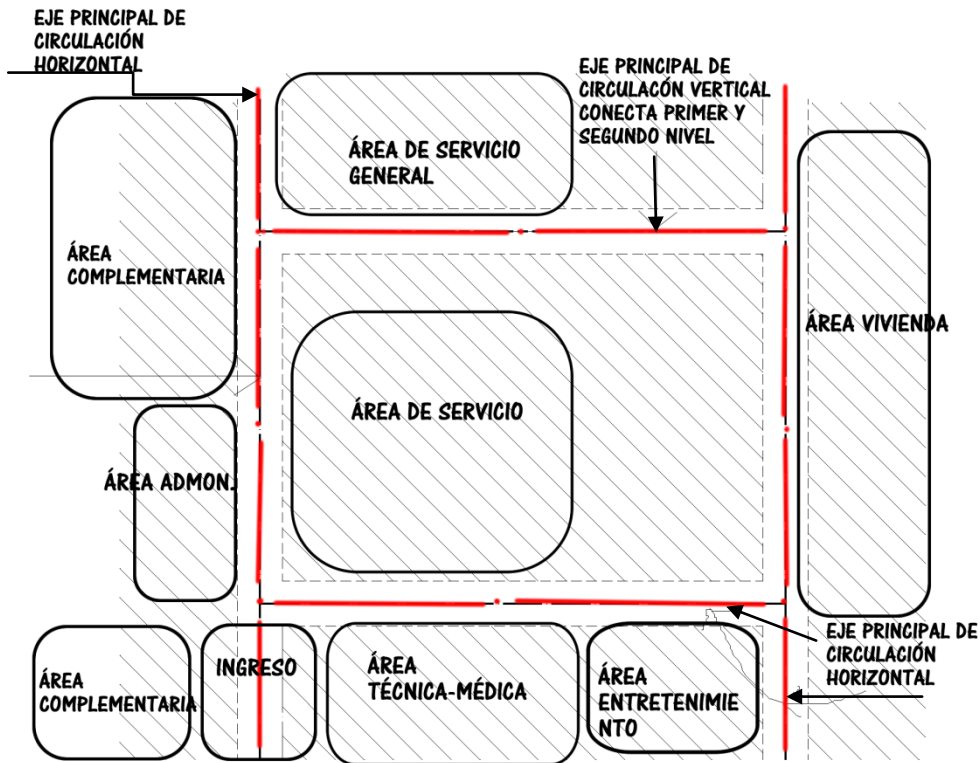 EJE PRINCIPAL DE
CIRCULACIÓN
HORIZONTAL
EJE PRINCIPAL DE
CIRCULACÓN VERTICAL
CONECTA PRIMER Y
SEGUNDO NIVEL
ÁREA DE SERVICIO
GENERAL
ÁREA
COMPLEMENTARIA
ÁREA VIVIENDA
ÁREA DE SERVICIO
ÁREA ADMON.
EJE PRINCIPAL DE
CIRCULACIÓN
HORIZONTAL
ÁREA
COMPLEMENTARIA
INGRESO
ÁREA
TÉCNICA-MÉDICA
ÁREA
ENTRETENIMIE
NTO